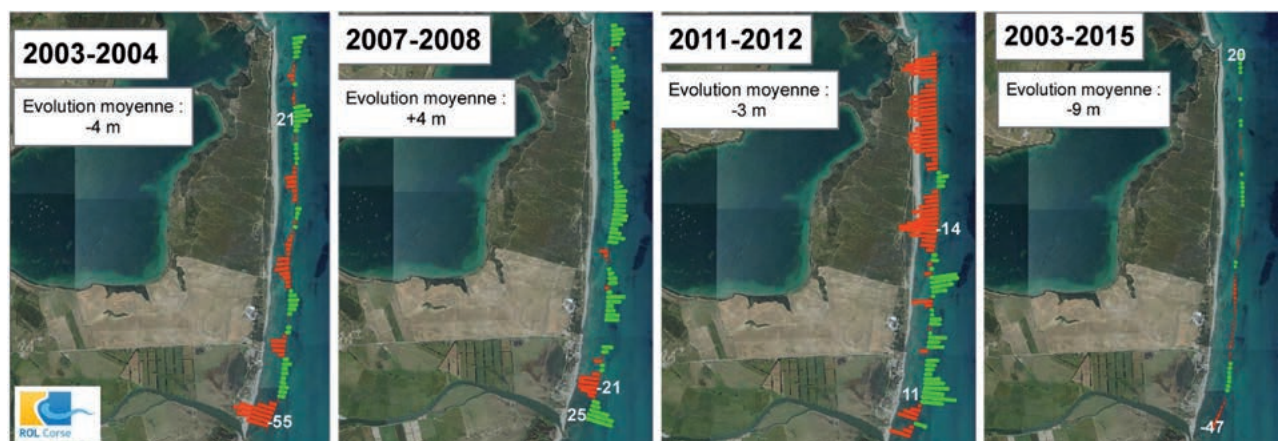 2003-2004
Evolution moyenne :
-4 m
21
-55
ROL Corse
2007-2008
Evolution moyenne :
+4 m
-21
25
2011-2012
Evolution moyenne :
-3 m
-14
11
2003-2015
Evolution moyenne :
-9 m
20
-47